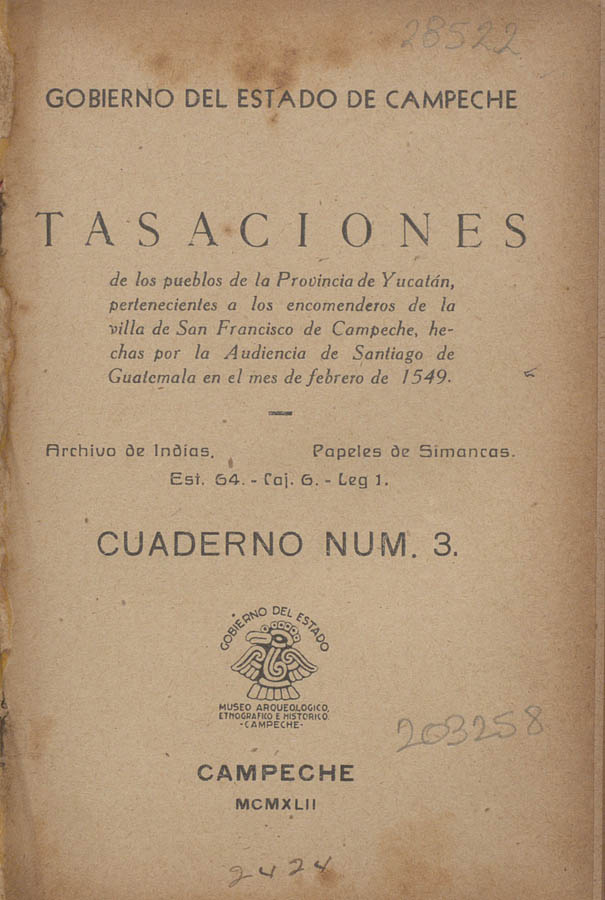 28522
GOBIERNO DEL ESTADO DE CAMPECHE
TASACIONES
de los pueblos de la Provincia de Yucatán,
pertenecientes a los encomenderos de la
villa de San Francisco de Campeche, he-
chas por la Audiencia de Santiago de
Guatemala en el mes de febrero de 1549.
Archivo de Indias. Papeles de Simancas.
Est. 64. - Caj. 6. - Leg 1.
CUADERNO NUM. 3.
GOBIERNO DEL ESTADO
MUSEO ARQUEOLOGICO,
ETNOGRAFICO E HISTORICO.
-CAMPECHE-
203258
CAMPECHE
MCMXLII
2424